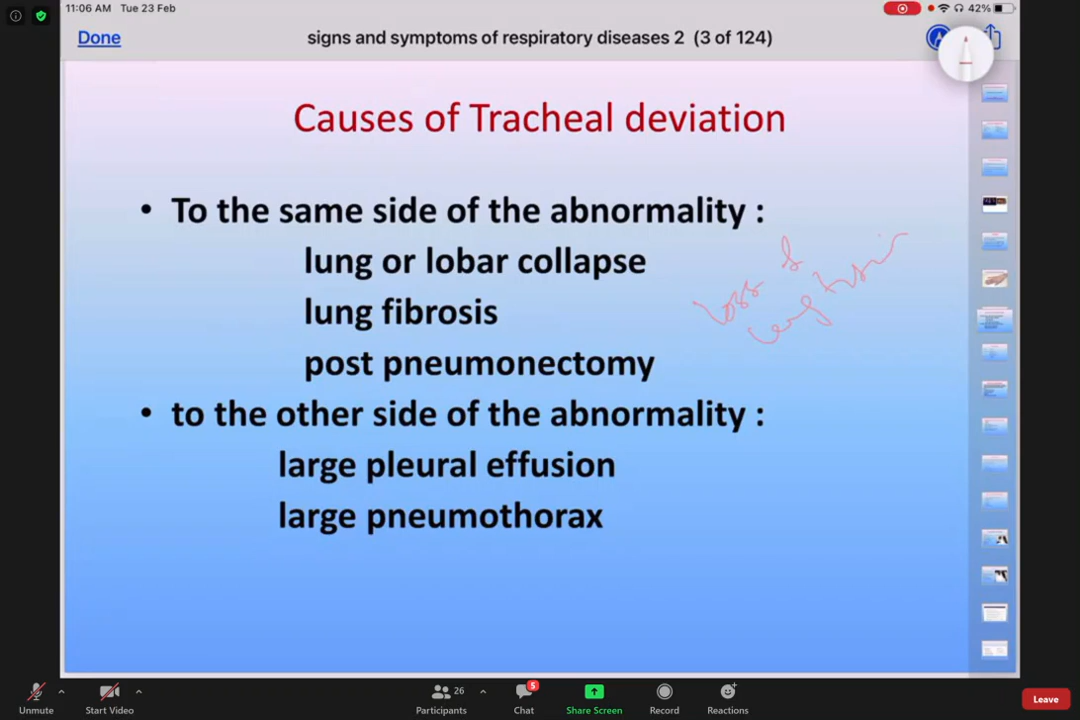 11:06 AM Tue 23 Feb
42%
Done
signs and symptoms of respiratory diseases 2 (3 of 124)
Causes of Tracheal deviation
• To the same side of the abnormality :
lung or lobar collapse
lung fibrosis
post pneumonectomy
• to the other side of the abnormality :
large pleural effusion
large pneumothorax
loss
lung
Unmute
Start Video
26
Participants
5
Chat
Share Screen
Record
Reactions
Leave